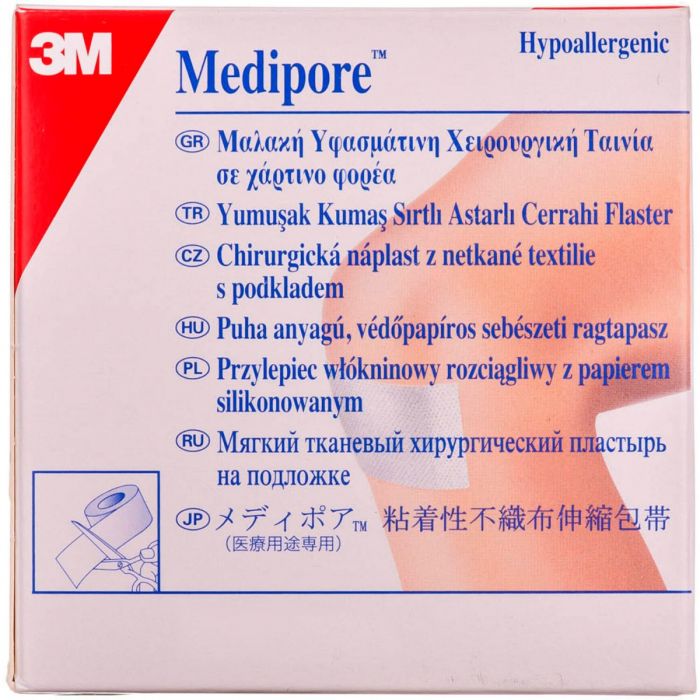 3M
Medipore™
Hypoallergenic
GR Μαλακή Υφασμάτινη Χειρουργική Ταινία
σε χάρτινο φορέα
TR Yumuşak Kumaş Sırtlı Astarlı Cerrahi Flaster
CZ Chirurgická náplast z netkané textilie
s podkladem
HU Puha anyagú, védőpapíros sebészeti ragtapasz
PL Przylepiec włókninowy rozciągliwy z papierem
silikonowanym
RU Мягкий тканевый хирургический пластырь
на подложке
JP メディポア™ 粘着性不織布伸縮包帯
（医療用途専用）